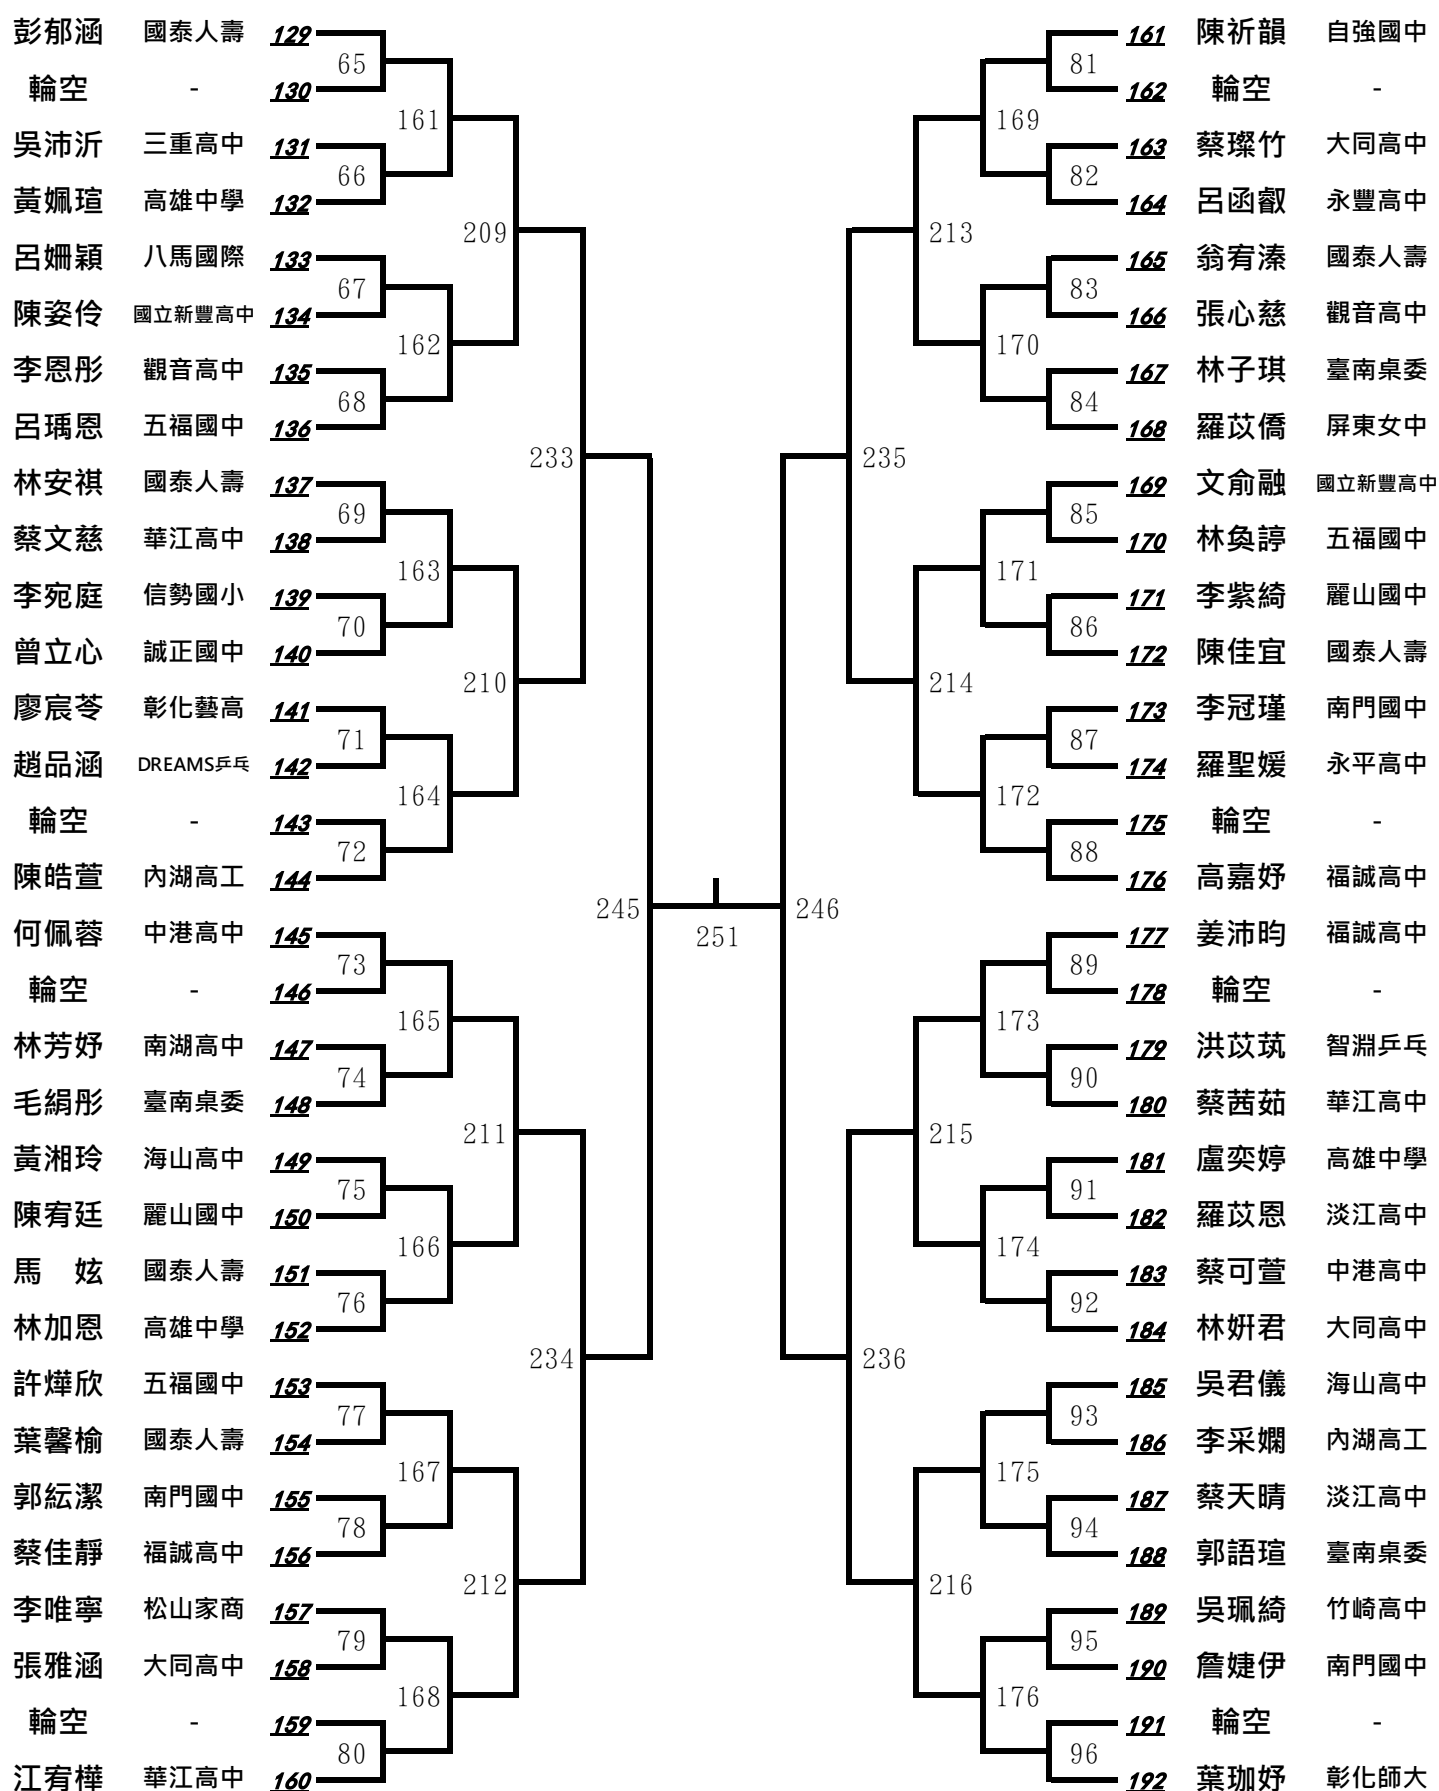 彭郁涵 國泰人壽 129
65
輪空 - 130
161
吳沛沂 三重高中 131
66
黃姵瑄 高雄中學 132
209
呂姍穎 八馬國際 133
67
陳姿伶 國立新豐高中 134
162
李恩彤 觀音高中 135
68
呂瑀恩 五福國中 136
233
林安祺 國泰人壽 137
69
蔡文慈 華江高中 138
163
李宛庭 信勢國小 139
70
曾立心 誠正國中 140
210
廖宸苓 彰化藝高 141
71
趙品涵 DREAMS乒乓 142
164
輪空 - 143
72
陳皓萱 內湖高工 144
245
何佩蓉 中港高中 145
73
輪空 - 146
165
林芳妤 南湖高中 147
74
毛絹彤 臺南桌委 148
211
黃湘玲 海山高中 149
75
陳宥廷 麗山國中 150
166
馬 妶 國泰人壽 151
76
林加恩 高雄中學 152
234
許燁欣 五福國中 153
77
葉馨榆 國泰人壽 154
167
郭紜潔 南門國中 155
78
蔡佳靜 福誠高中 156
212
李唯寧 松山家商 157
79
張雅涵 大同高中 158
168
輪空 - 159
80
江宥樺 華江高中 160
251
161 陳祈韻 自強國中
81
162 輪空 -
169
163 蔡璨竹 大同高中
82
164 呂函叡 永豐高中
213
165 翁宥溱 國泰人壽
83
166 張心慈 觀音高中
170
167 林子琪 臺南桌委
84
168 羅苡僑 屏東女中
235
169 文俞融 國立新豐高中
85
170 林奐諄 五福國中
171
171 李紫綺 麗山國中
86
172 陳佳宜 國泰人壽
214
173 李冠瑾 南門國中
87
174 羅聖媛 永平高中
172
175 輪空 -
88
176 高嘉妤 福誠高中
246
177 姜沛昀 福誠高中
89
178 輪空 -
173
179 洪苡茿 智淵乒乓
90
180 蔡茜茹 華江高中
215
181 盧奕婷 高雄中學
91
182 羅苡恩 淡江高中
174
183 蔡可萱 中港高中
92
184 林姸君 大同高中
236
185 吳君儀 海山高中
93
186 李采嫻 內湖高工
175
187 蔡天晴 淡江高中
94
188 郭語瑄 臺南桌委
216
189 吳珮綺 竹崎高中
95
190 詹婕伊 南門國中
176
191 輪空 -
96
192 葉珈妤 彰化師大